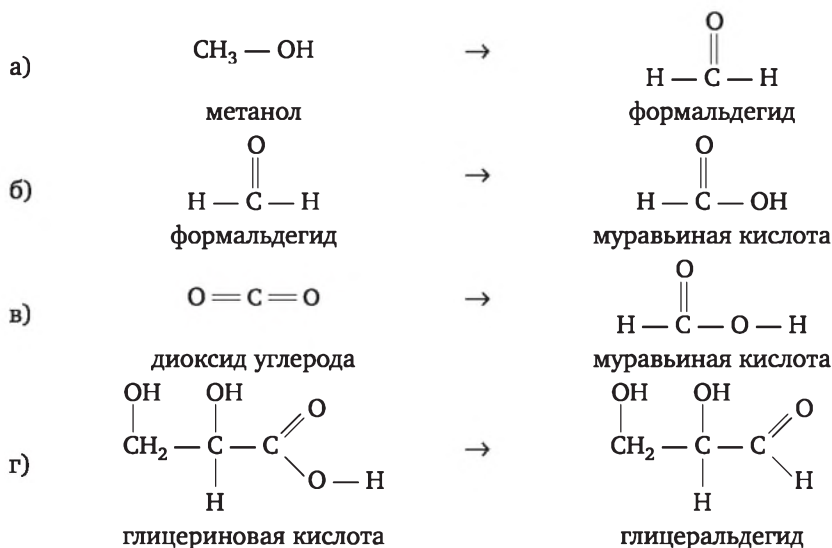 а) CH₃ — OH → O
H — C — H
метанол формальдегид
б) O → O
H — C — H H — C — OH
формальдегид муравьиная кислота
в) O=C=O → O
H — C — O — H
диоксид углерода муравьиная кислота
OH OH O OH OH O
г) CH₂ — C — C → CH₂ — C — C
H O — H H H
глицериновая кислота глицеральдегид